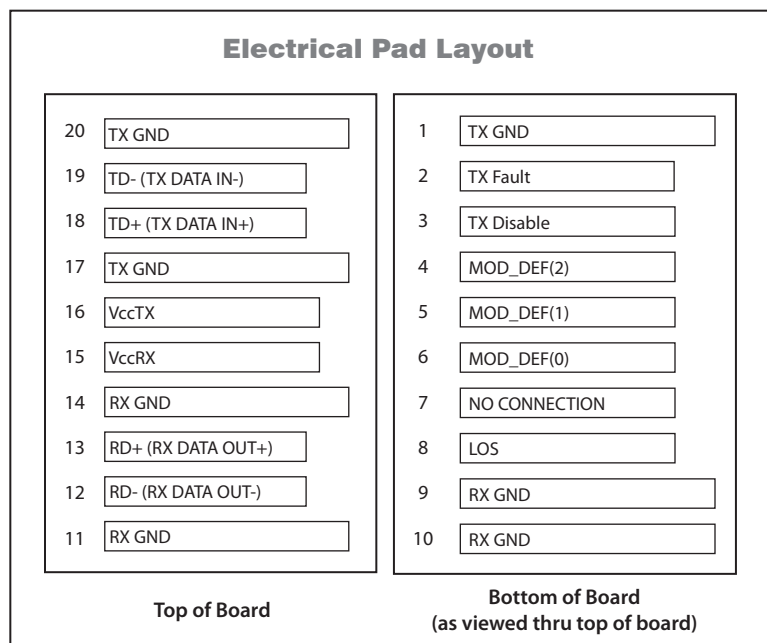 Electrical Pad Layout
20 TX GND
19 TD- (TX DATA IN-)
18 TD+ (TX DATA IN+)
17 TX GND
16 VccTX
15 VccRX
14 RX GND
13 RD+ (RX DATA OUT+)
12 RD- (RX DATA OUT-)
11 RX GND
Top of Board
1 TX GND
2 TX Fault
3 TX Disable
4 MOD_DEF(2)
5 MOD_DEF(1)
6 MOD_DEF(0)
7 NO CONNECTION
8 LOS
9 RX GND
10 RX GND
Bottom of Board
(as viewed thru top of board)